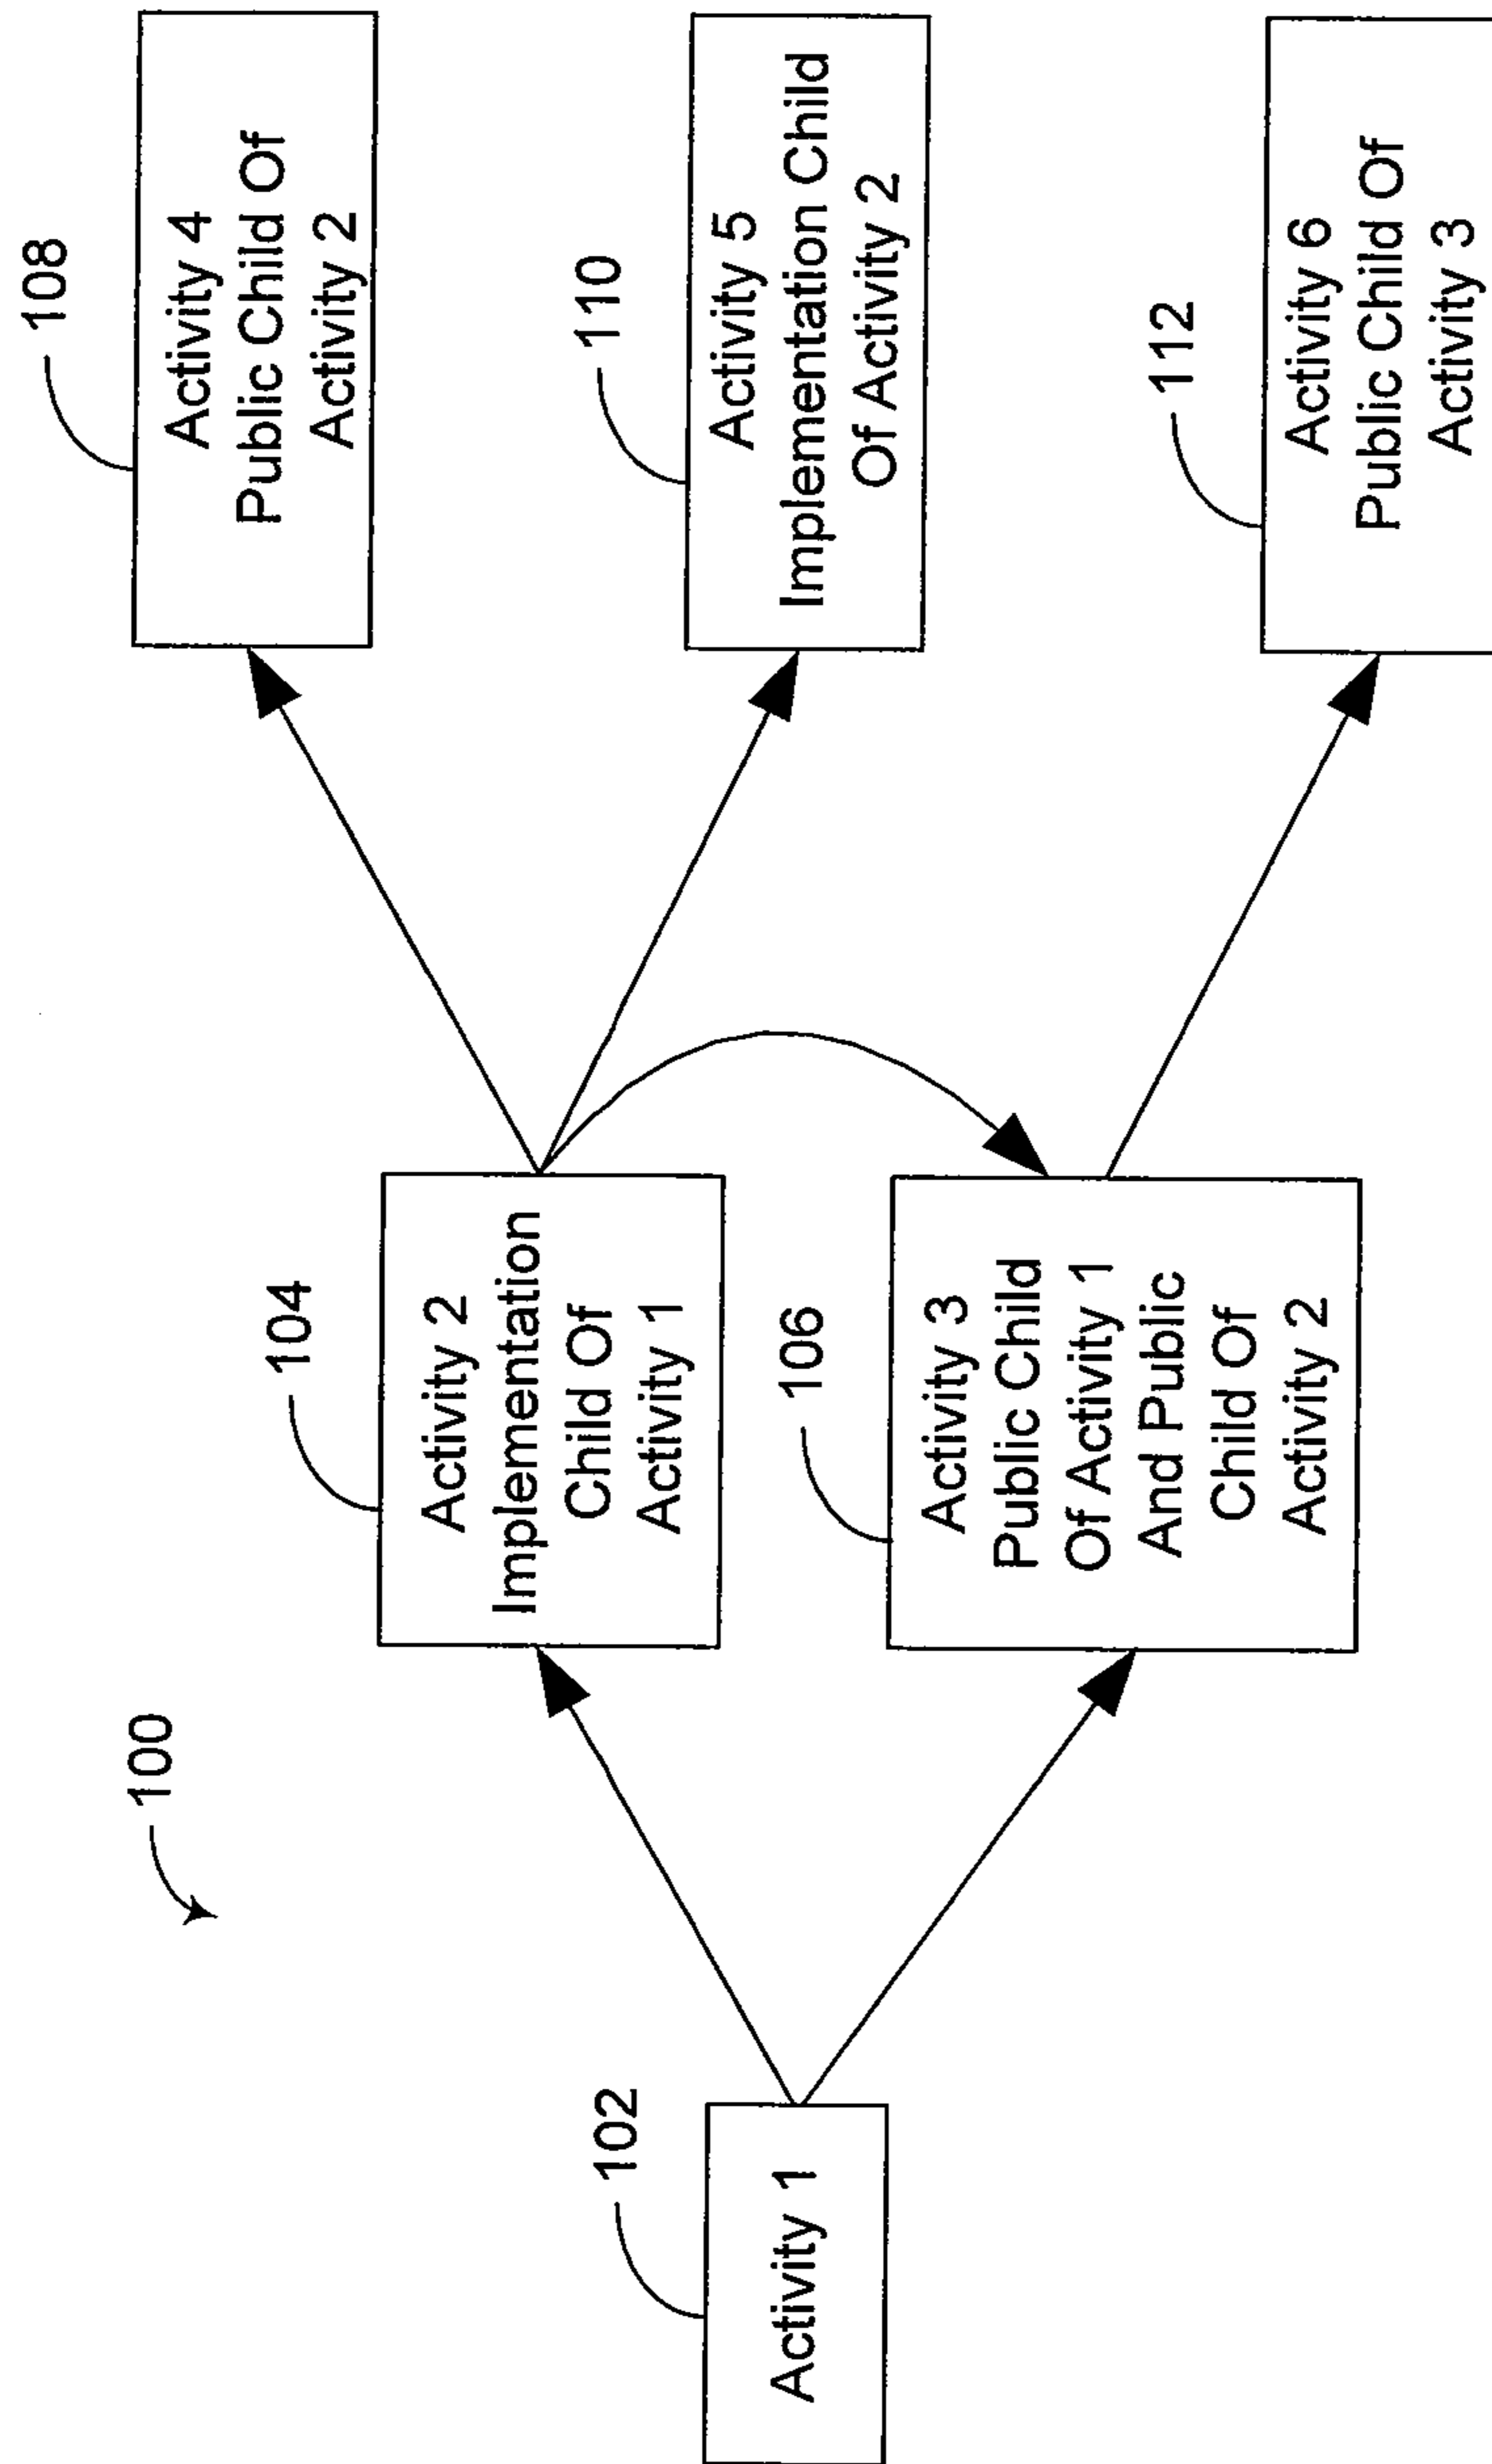 100
102
Activity 1
104
Activity 2
Implementation
Child Of
Activity 1
106
Activity 3
Public Child
Of Activity 1
And Public
Child Of
Activity 2
108
Activity 4
Public Child Of
Activity 2
110
Activity 5
Implementation Child
Of Activity 2
112
Activity 6
Public Child Of
Activity 3